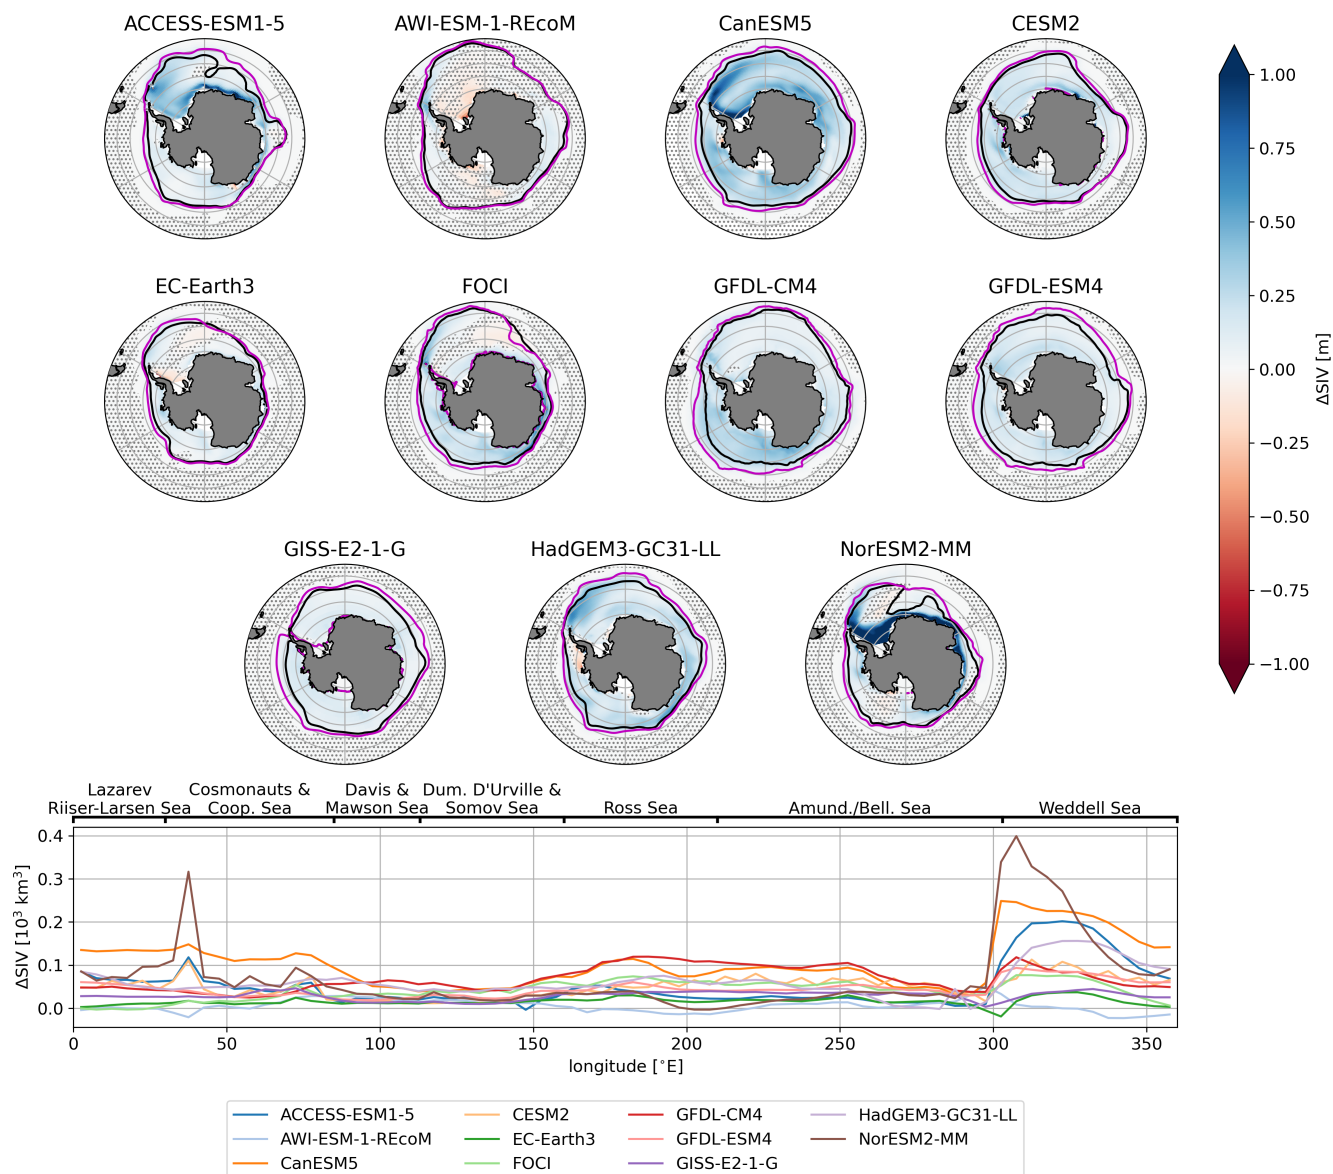 ACCESS-ESM1-5 AWI-ESM-1-REcoM CanESM5 CESM2
EC-Earth3 FOCI GFDL-CM4 GFDL-ESM4
GISS-E2-1-G HadGEM3-GC31-LL NorESM2-MM
1.00
0.75
0.50
0.25
0.00
−0.25
−0.50
−0.75
−1.00
ΔSIV [m]
Lazarev
Riiser-Larsen Sea
Cosmonauts &
Coop. Sea
Davis &
Mawson Sea
Dum. D'Urville &
Somov Sea
Ross Sea
Amund./Bell. Sea
Weddell Sea
ΔSIV [10³ km³]
0.4
0.3
0.2
0.1
0.0
0 50 100 150 200 250 300 350
longitude [°E]
ACCESS-ESM1-5
AWI-ESM-1-REcoM
CanESM5
CESM2
EC-Earth3
FOCI
GFDL-CM4
GFDL-ESM4
GISS-E2-1-G
HadGEM3-GC31-LL
NorESM2-MM